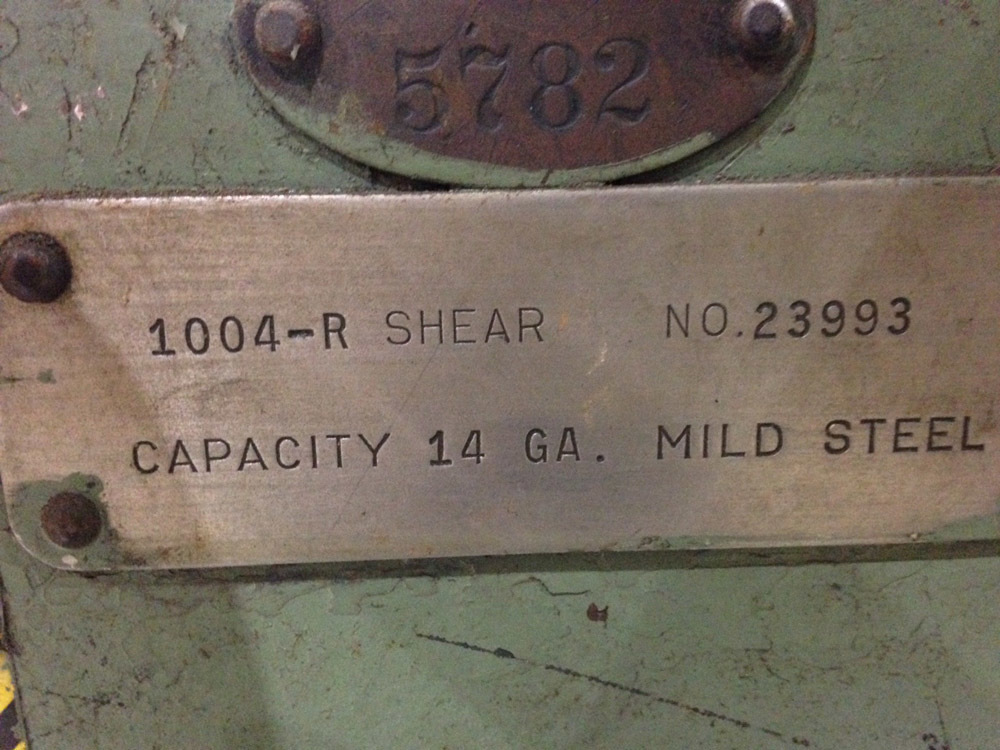 5782
1004-R SHEAR NO.23993
CAPACITY 14 GA. MILD STEEL